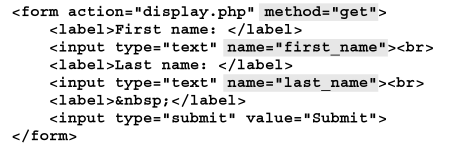 <form action="display.php" method="get">
<label>First name: </label>
<input type="text" name="first_name"><br>
<label>Last name: </label>
<input type="text" name="last_name"><br>
<label>&nbsp;</label>
<input type="submit" value="Submit">
</form>